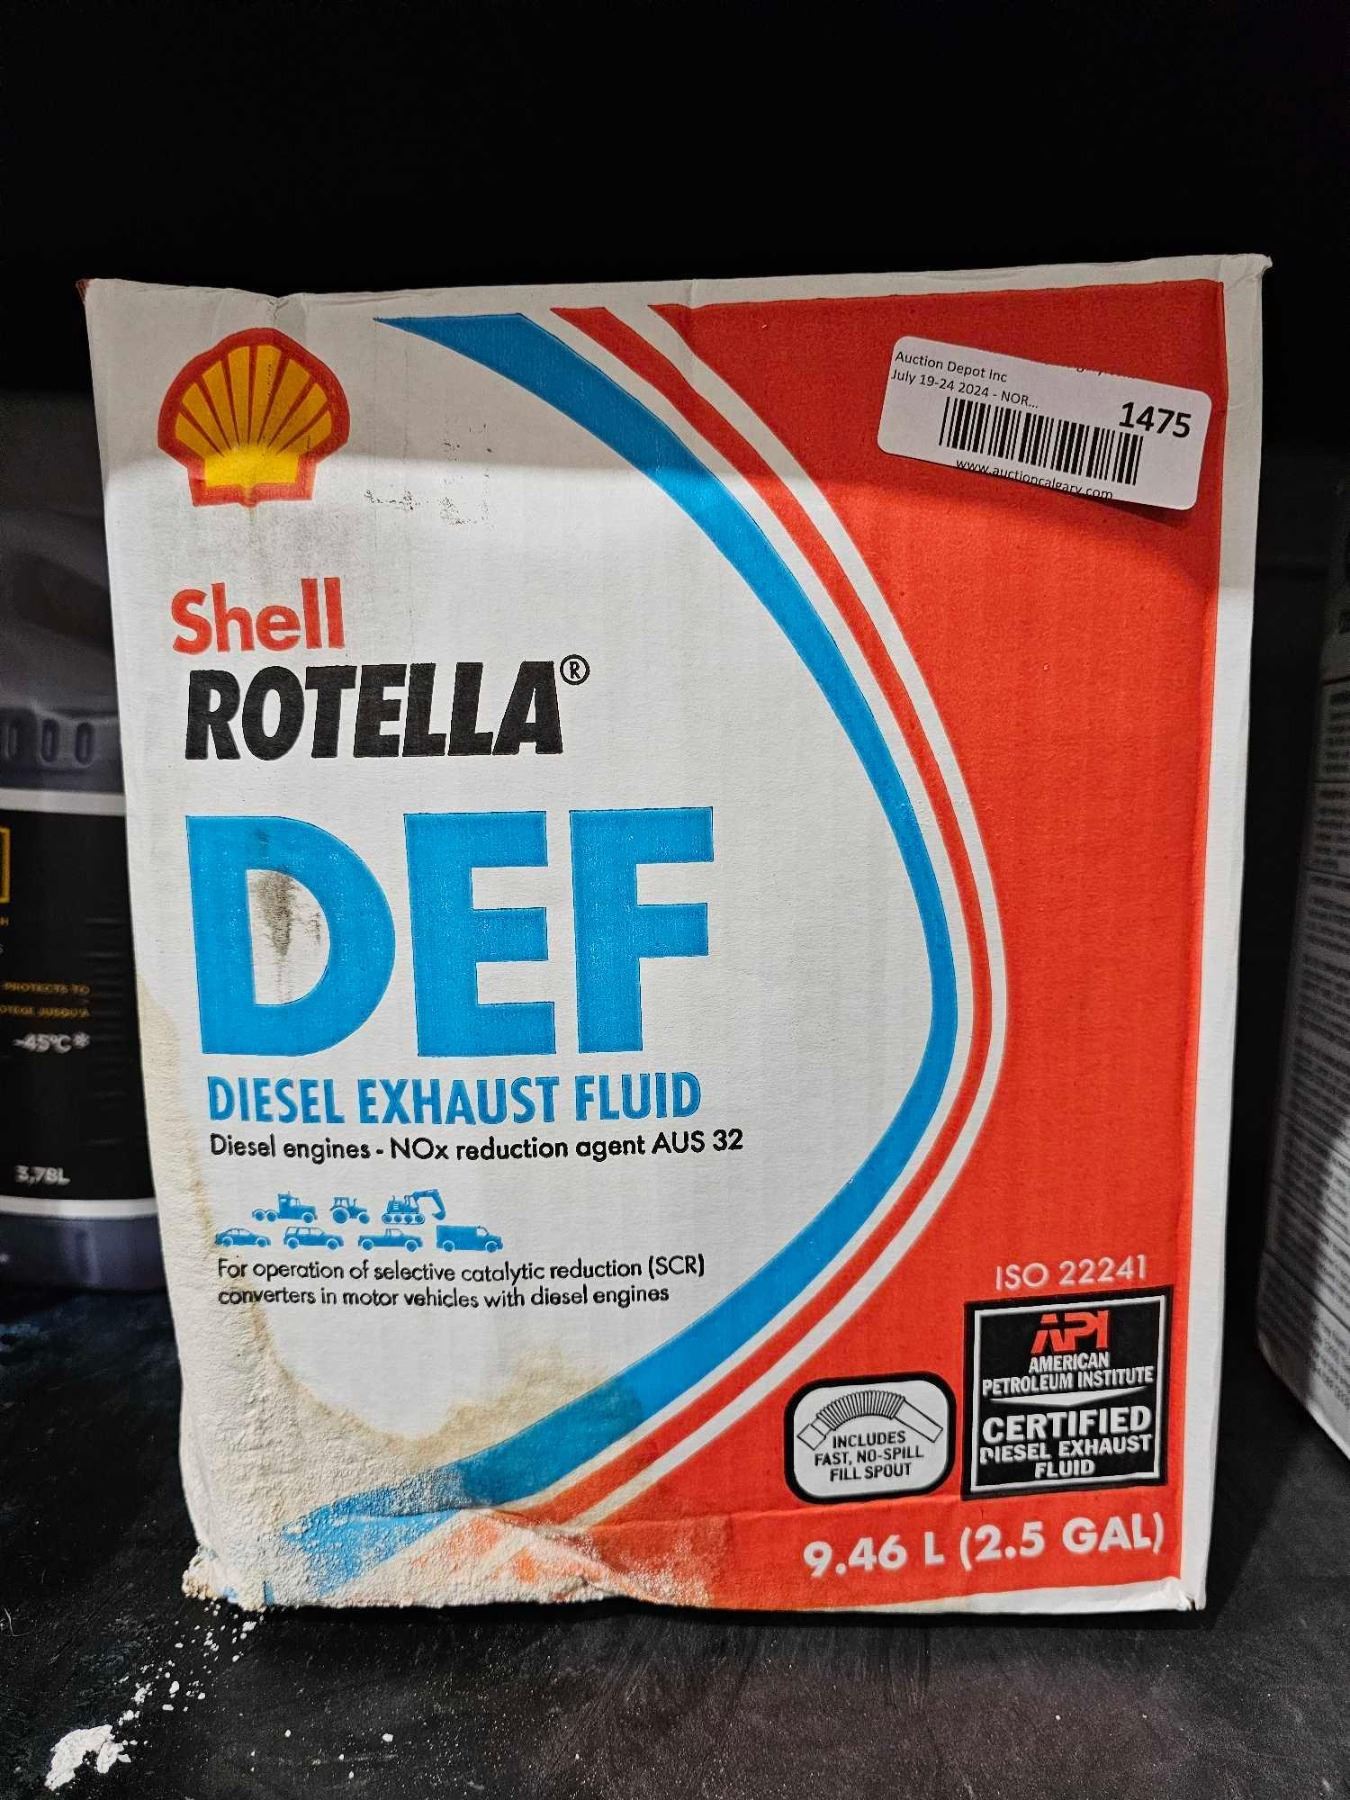 Auction Depot Inc
July 19-24 2024 - NOR...
1475
www.auctioncalgary.com
Shell
ROTELLA®
DEF
DIESEL EXHAUST FLUID
Diesel engines - NOx reduction agent AUS 32
For operation of selective catalytic reduction (SCR)
converters in motor vehicles with diesel engines
ISO 22241
API
AMERICAN
PETROLEUM INSTITUTE
CERTIFIED
DIESEL EXHAUST
FLUID
INCLUDES
FAST, NO-SPILL
FILL SPOUT
9.46 L (2.5 GAL)
PROTECTS TO
-45°C*
3,78L